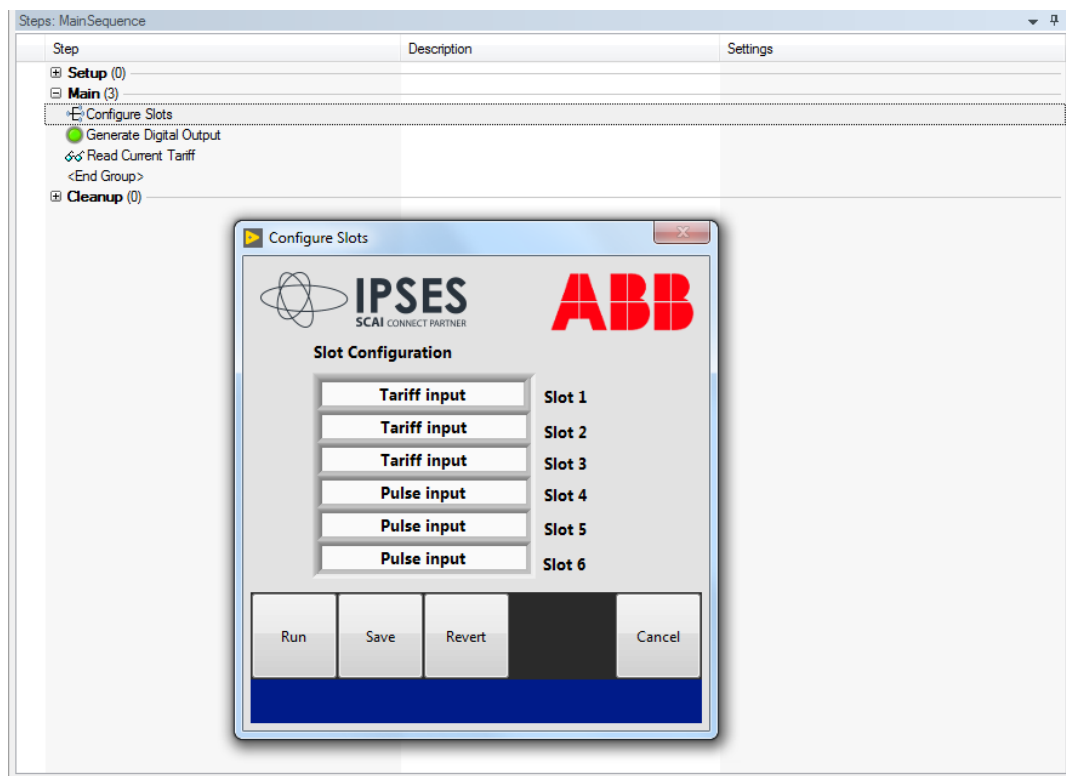 Steps: MainSequence
Step Description Settings
Setup (0)
Main (3)
Configure Slots
Generate Digital Output
Read Current Tariff
<End Group>
Cleanup (0)
Configure Slots
IPSES
SCAI CONNECT PARTNER
ABB
Slot Configuration
Tariff input Slot 1
Tariff input Slot 2
Tariff input Slot 3
Pulse input Slot 4
Pulse input Slot 5
Pulse input Slot 6
Run Save Revert Cancel